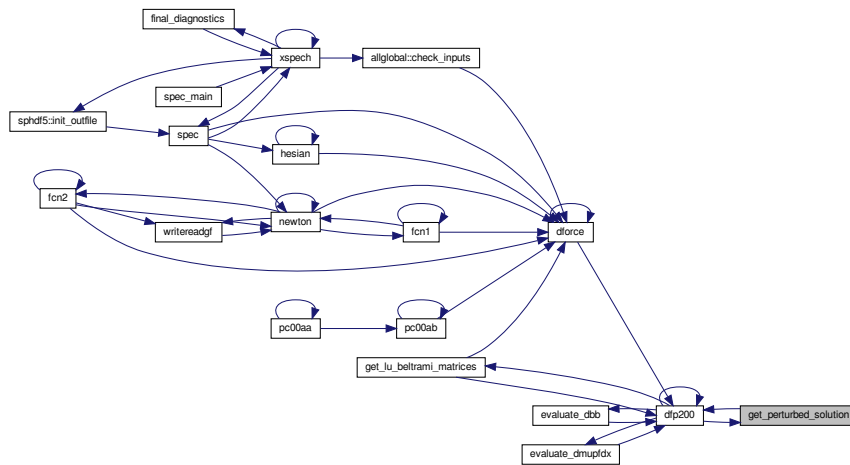 final_diagnostics
xspech
allglobal::check_inputs
spec_main
sphdf5::init_outfile
spec
hesian
fcn2
newton
writereadgf
fcn1
dforce
pc00aa
pc00ab
get_lu_beltrami_matrices
evaluate_dbb
dfp200
get_perturbed_solution
evaluate_dmupfdx